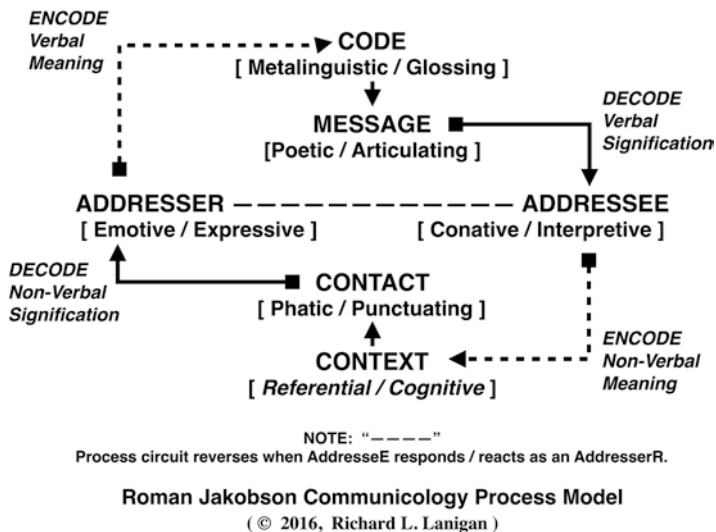 ENCODE
Verbal
Meaning
CODE
[ Metalinguistic / Glossing ]
MESSAGE
[Poetic / Articulating ]
DECODE
Verbal
Signification
ADDRESSER — — — — — — — — — — — ADDRESSEE
[ Emotive / Expressive ]
[ Conative / Interpretive ]
DECODE
Non-Verbal
Signification
CONTACT
[ Phatic / Punctuating ]
CONTEXT
[ Referential / Cognitive ]
ENCODE
Non-Verbal
Meaning
NOTE: “— — — —”
Process circuit reverses when AddresseE responds / reacts as an AddresserR.
Roman Jakobson Communicology Process Model
( © 2016, Richard L. Lanigan )